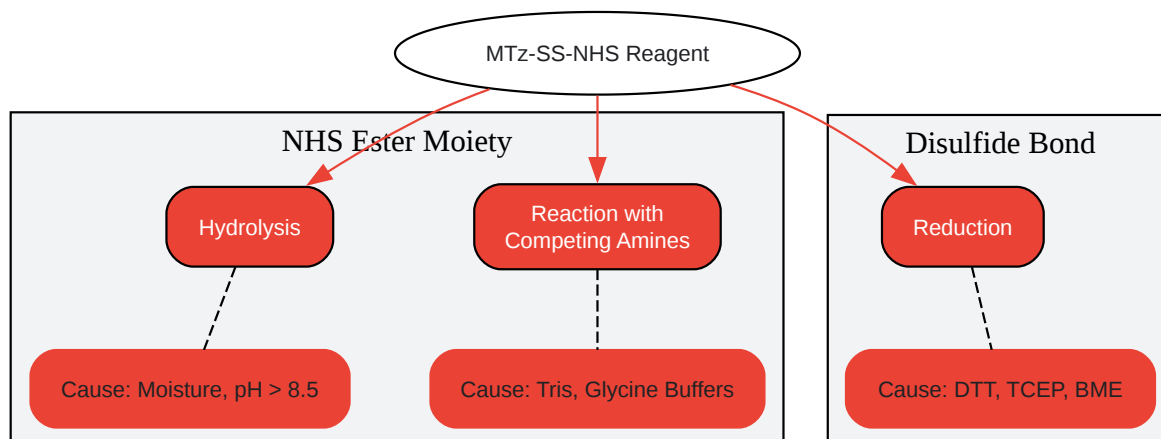 MTz-SS-NHS Reagent
NHS Ester Moiety
Disulfide Bond
Hydrolysis
Reaction with
Competing Amines
Reduction
Cause: Moisture, pH > 8.5
Cause: Tris, Glycine Buffers
Cause: DTT, TCEP, BME